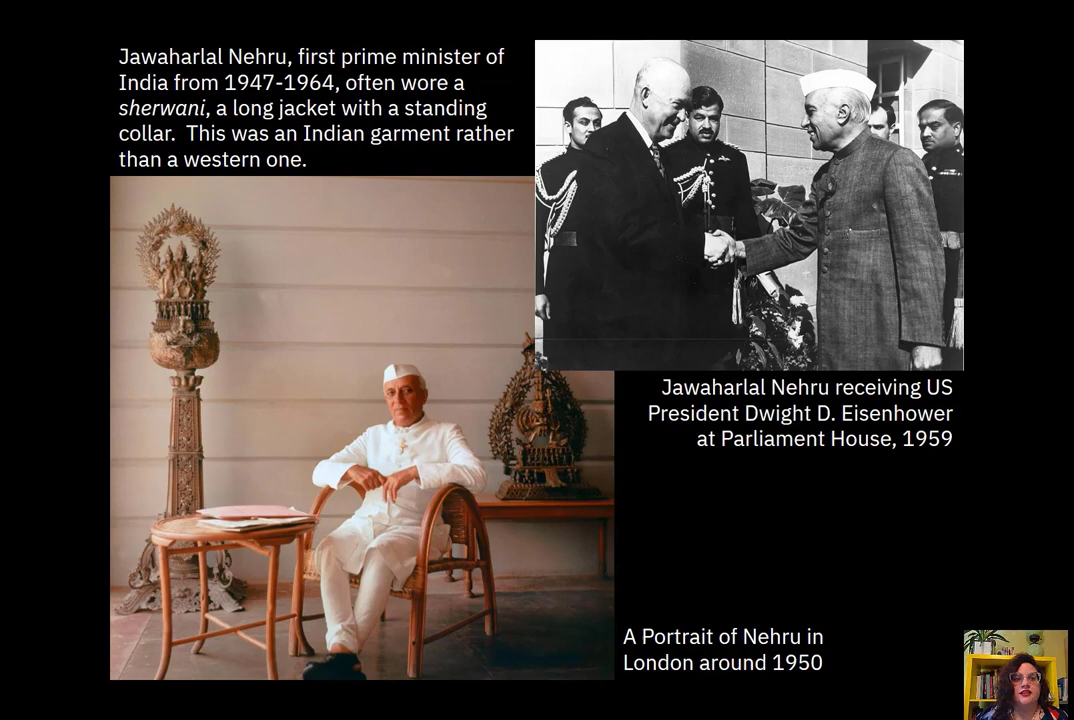 Jawaharlal Nehru, first prime minister of
India from 1947-1964, often wore a
sherwani, a long jacket with a standing
collar.  This was an Indian garment rather
than a western one.
Jawaharlal Nehru receiving US
President Dwight D. Eisenhower
at Parliament House, 1959
A Portrait of Nehru in
London around 1950